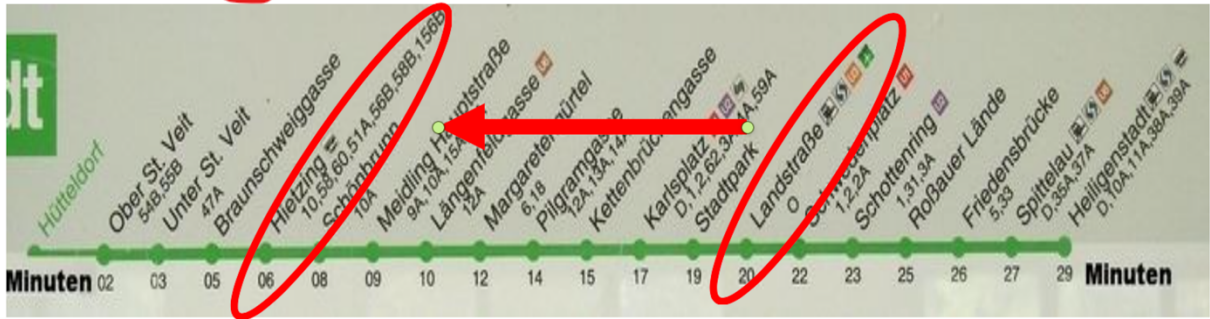 dt
Hütteldorf
Ober St. Veit
54B,55B
Unter St. Veit
47A
Braunschweiggasse
Hietzing
10,58,60,51A,56B,58B,156B
Schönbrunn
10A
Meidling Hauptstraße
9A,10A,15A
Längenfeldgasse U6
12A
Margaretengürtel
6,18
Pilgramgasse
12A,13A,14A
Kettenbrückengasse
Karlsplatz
D,1,2,62,3A,4A,59A
Stadtpark
Landstraße
O
Schwedenplatz U1
1,2,2A
Schottenring U2
1,31,3A
Roßauer Lände
Friedensbrücke
5,33
Spittelau U6
D,35A,37A
Heiligenstadt
D,10A,11A,38A,39A
Minuten 02 03 05 06 08 09 10 12 14 15 17 19 20 22 23 25 26 27 29 Minuten